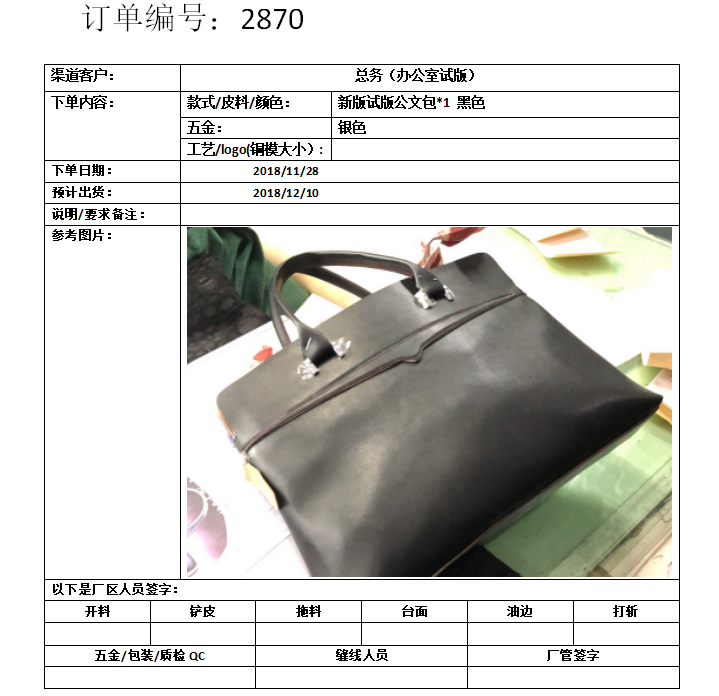 订单编号：2870
渠道客户： 总务（办公室试版）
下单内容： 款式/皮料/颜色： 新版试版公文包*1 黑色
五金： 银色
工艺/logo(铜模大小）:
下单日期： 2018/11/28
预计出货： 2018/12/10
说明/要求备注：
参考图片：
以下是厂区人员签字：
开料 铲皮 拖料 台面 油边 打斩
五金/包装/质检 QC 缝线人员 厂管签字